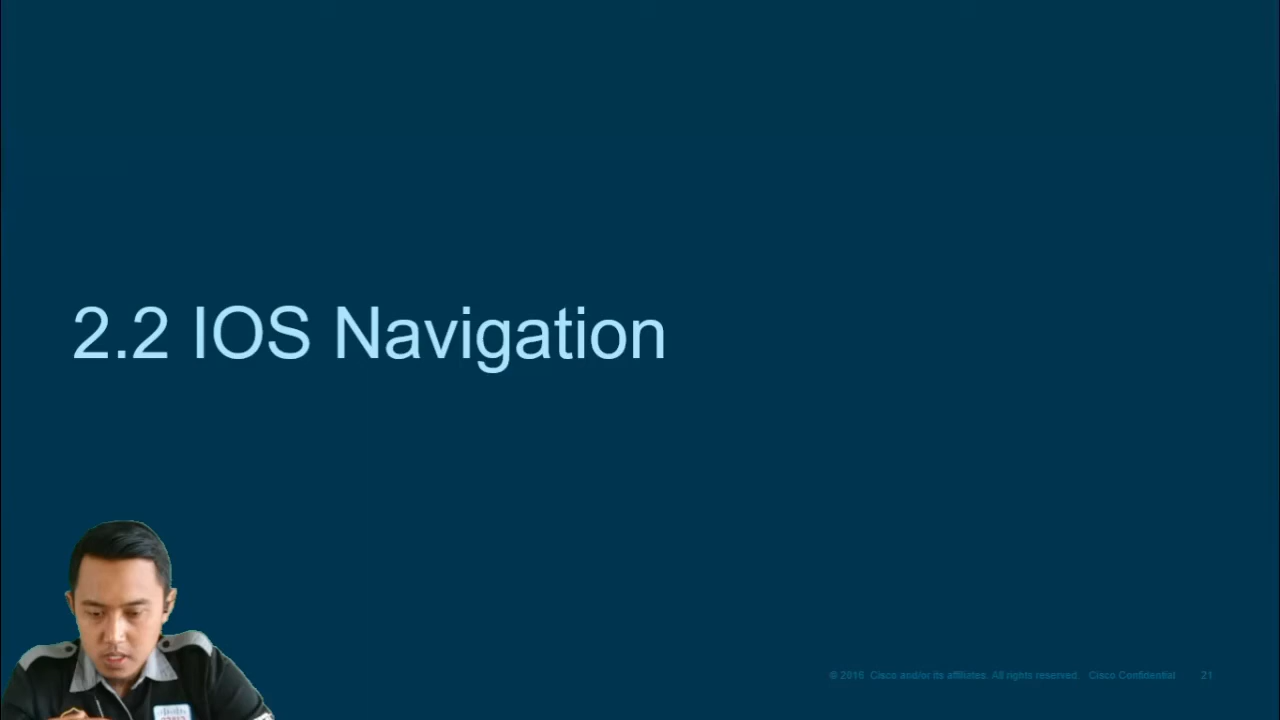 2.2 IOS Navigation
© 2016 Cisco and/or its affiliates. All rights reserved. Cisco Confidential 21